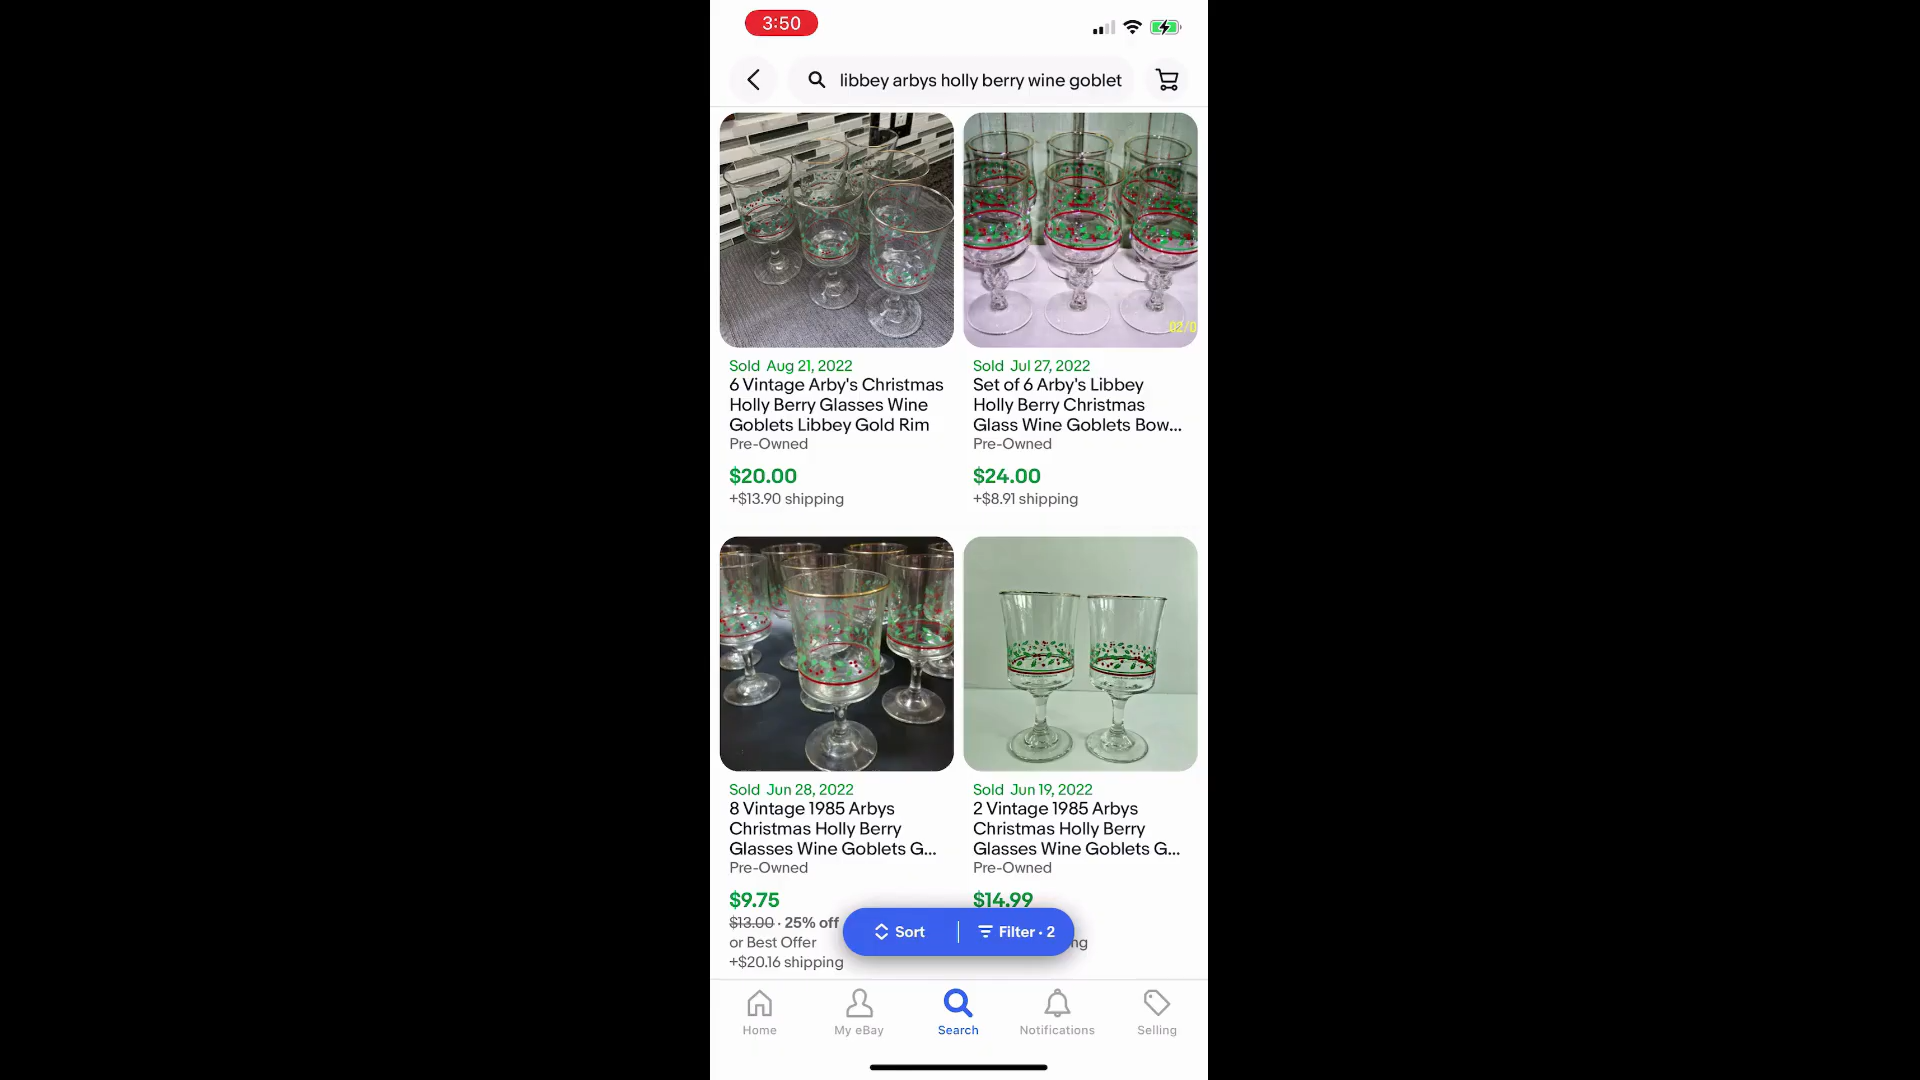 3:50
libbey arbys holly berry wine goblet
02/0
Sold Aug 21, 2022
6 Vintage Arby's Christmas
Holly Berry Glasses Wine
Goblets Libbey Gold Rim
Pre-Owned
$20.00
+$13.90 shipping
Sold Jul 27, 2022
Set of 6 Arby's Libbey
Holly Berry Christmas
Glass Wine Goblets Bow...
Pre-Owned
$24.00
+$8.91 shipping
Sold Jun 28, 2022
8 Vintage 1985 Arbys
Christmas Holly Berry
Glasses Wine Goblets G...
Pre-Owned
$9.75
$13.00 · 25% off
or Best Offer
+$20.16 shipping
Sold Jun 19, 2022
2 Vintage 1985 Arbys
Christmas Holly Berry
Glasses Wine Goblets G...
Pre-Owned
$14.99
ng
Sort
Filter · 2
Home
My eBay
Search
Notifications
Selling